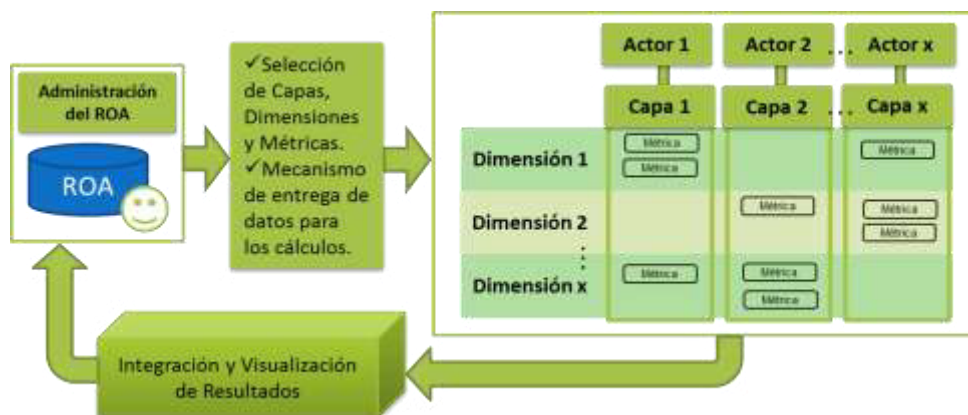 Administración
del ROA
ROA
✓Selección
de Capas,
Dimensiones
y Métricas.
✓Mecanismo
de entrega de
datos para
los cálculos.
Actor 1 Actor 2 ... Actor x
Capa 1 Capa 2 ... Capa x
Dimensión 1
Métrica
Métrica
Métrica
Dimensión 2
Métrica
Métrica
Métrica
Dimensión x
Métrica
Métrica
Métrica
Integración y Visualización
de Resultados